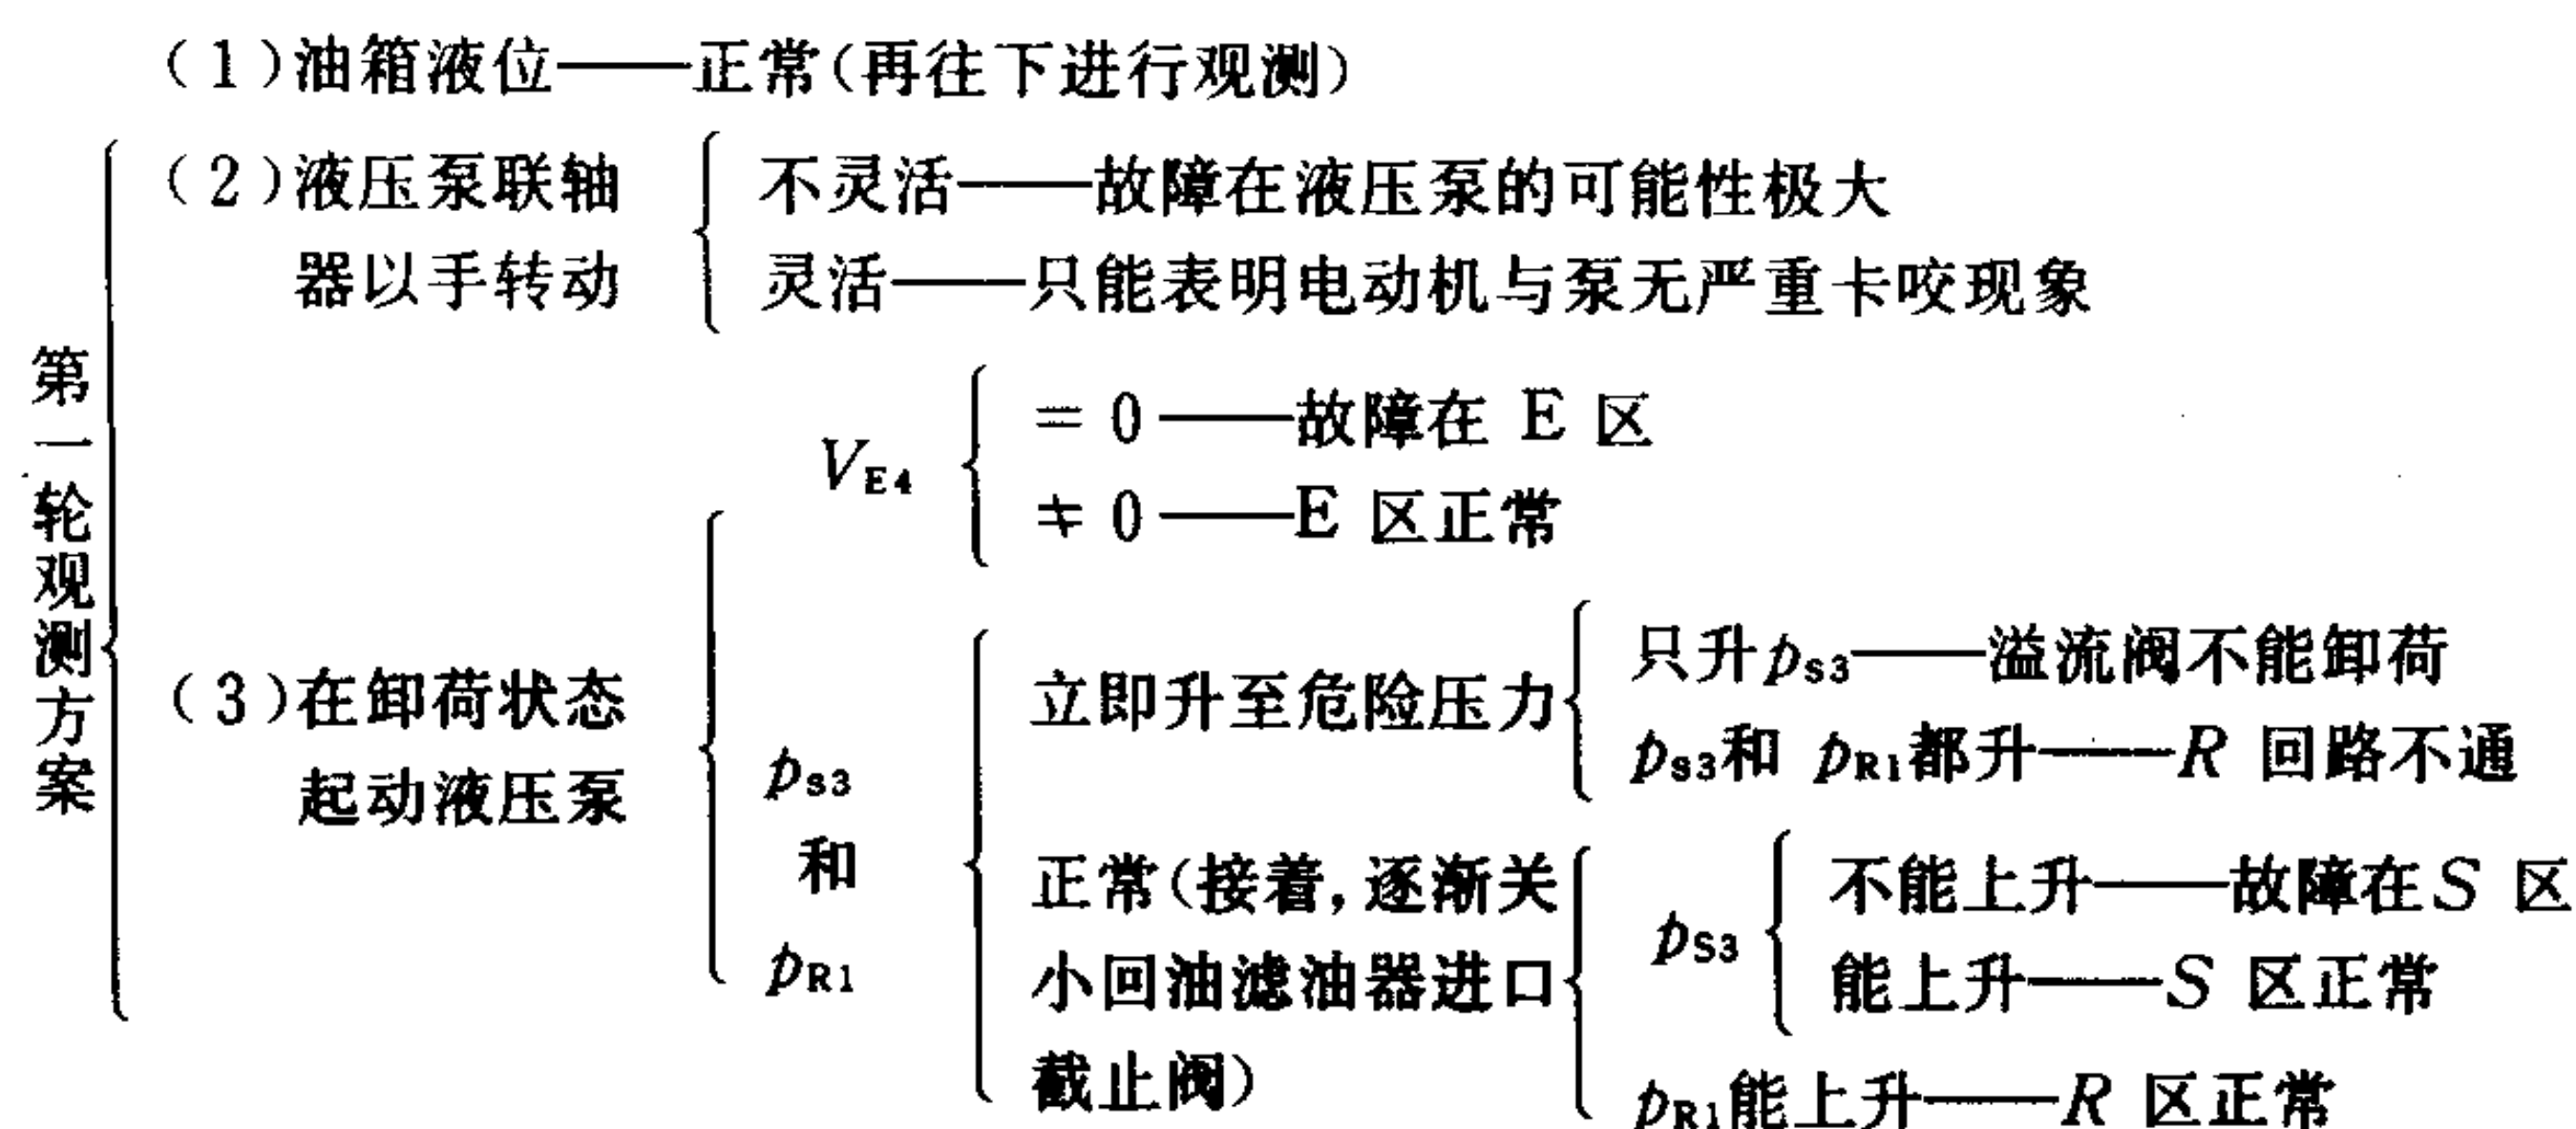 第一轮观测方案
(1)油箱液位——正常(再往下进行观测)
(2)液压泵联轴
器以手转动
不灵活——故障在液压泵的可能性极大
灵活——只能表明电动机与泵无严重卡咬现象
(3)在卸荷状态
起动液压泵
V_E4
= 0——故障在 E 区
≠ 0——E 区正常
p_S3
和
p_R1
立即升至危险压力
只升p_S3——溢流阀不能卸荷
p_S3和 p_R1都升——R 回路不通
正常(接着,逐渐关
小回油滤油器进口
截止阀)
p_S3
不能上升——故障在S 区
能上升——S 区正常
p_R1能上升——R 区正常